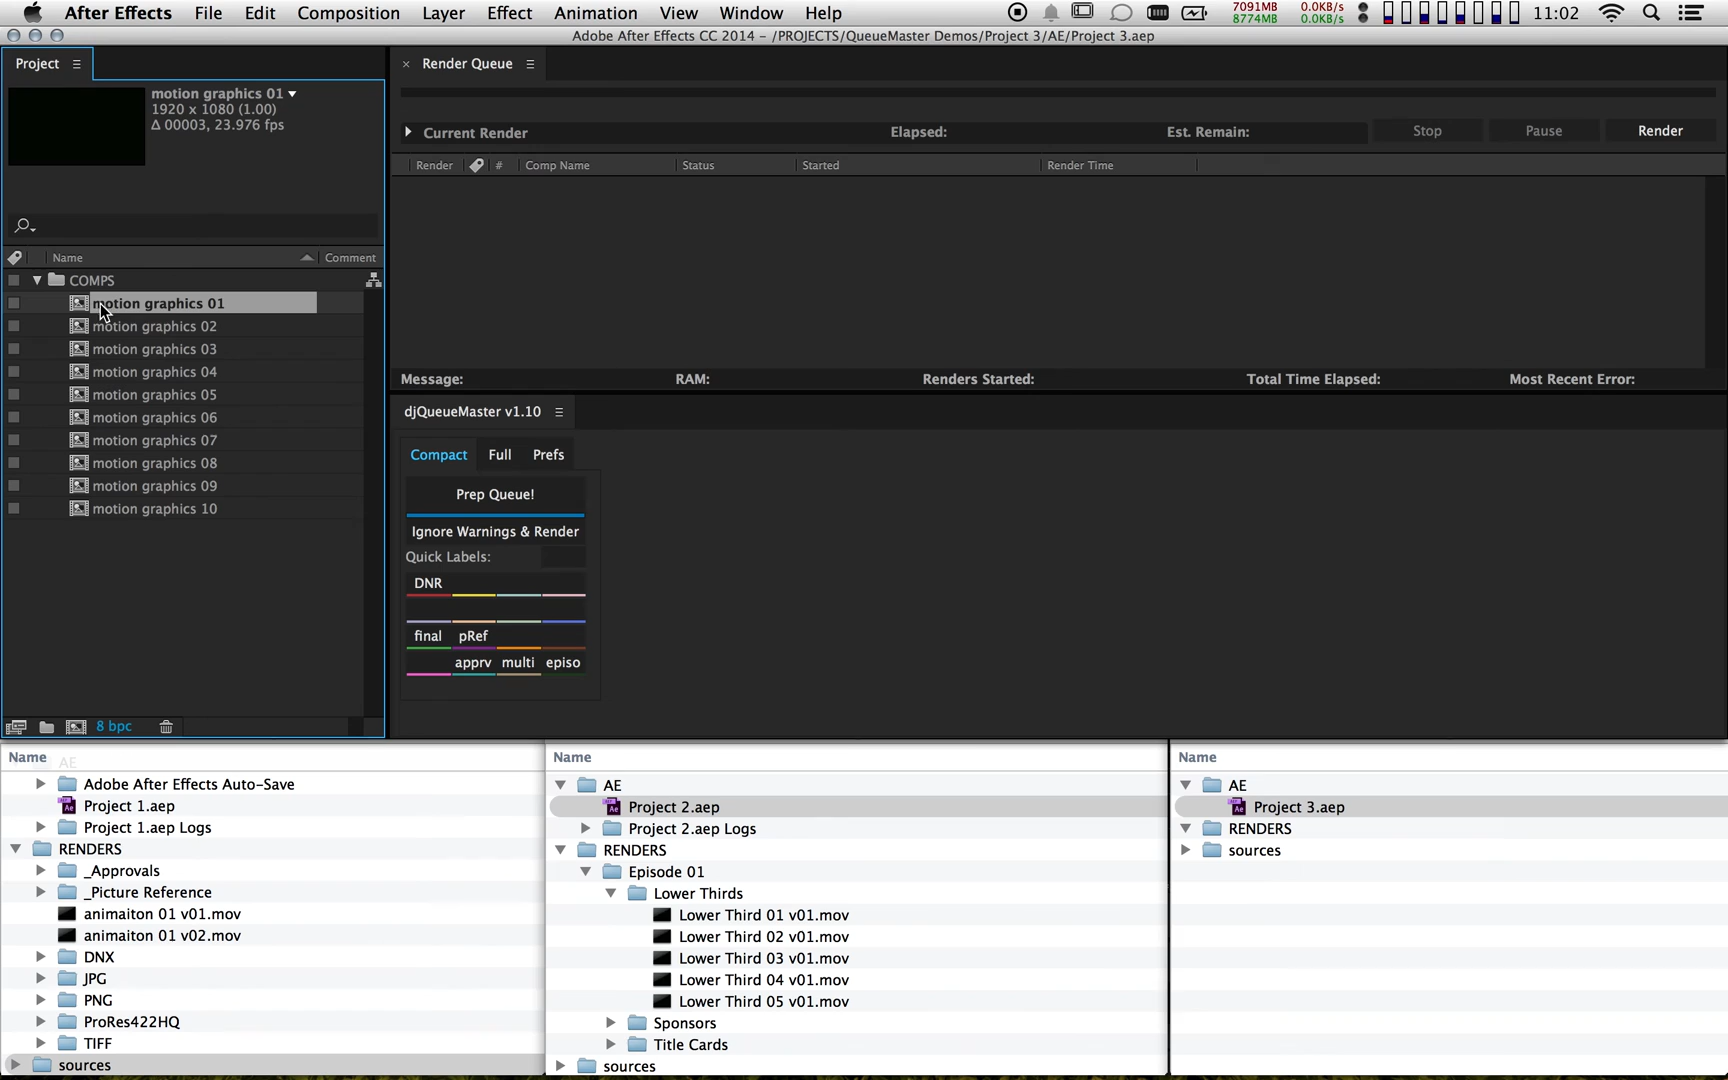 After Effects File Edit Composition Layer Effect Animation View Window Help 7091MB 8774MB 0.0KB/s 0.0KB/s 11:02
Adobe After Effects CC 2014 – /PROJECTS/QueueMaster Demos/Project 3/AE/Project 3.aep
Project
motion graphics 01
1920 x 1080 (1.00)
Δ 00003, 23.976 fps
Name Comment
COMPS
motion graphics 01
motion graphics 02
motion graphics 03
motion graphics 04
motion graphics 05
motion graphics 06
motion graphics 07
motion graphics 08
motion graphics 09
motion graphics 10
8 bpc
× Render Queue
Current Render Elapsed: Est. Remain: Stop Pause Render
Render # Comp Name Status Started Render Time
Message: RAM: Renders Started: Total Time Elapsed: Most Recent Error:
djQueueMaster v1.10
Compact Full Prefs
Prep Queue!
Ignore Warnings & Render
Quick Labels:
DNR
final pRef
apprv multi episo
Name
AE
Adobe After Effects Auto-Save
Project 1.aep
Project 1.aep Logs
RENDERS
_Approvals
_Picture Reference
animaiton 01 v01.mov
animaiton 01 v02.mov
DNX
JPG
PNG
ProRes422HQ
TIFF
sources
Name
AE
Project 2.aep
Project 2.aep Logs
RENDERS
Episode 01
Lower Thirds
Lower Third 01 v01.mov
Lower Third 02 v01.mov
Lower Third 03 v01.mov
Lower Third 04 v01.mov
Lower Third 05 v01.mov
Sponsors
Title Cards
sources
Name
AE
Project 3.aep
RENDERS
sources